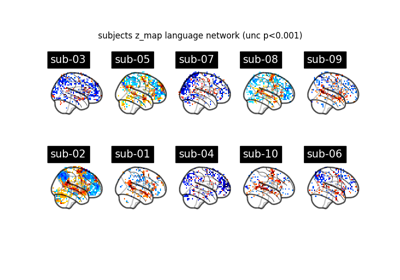 subjects z_map language network (unc p<0.001)
sub-03 sub-05 sub-07 sub-08 sub-09
sub-02 sub-01 sub-04 sub-10 sub-06